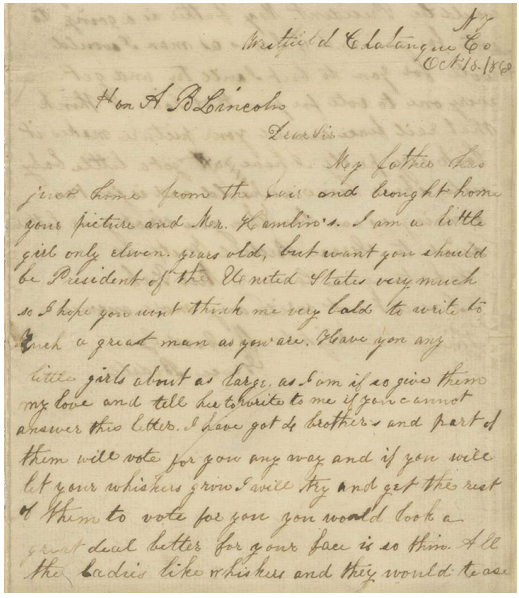 N Y
Westfield Chatauque Co
Oct 15. 1860
Hon A B Lincoln
Dear Sir
My father has
just home from the fair and brought home
your picture and Mr. Hamlin's. I am a little
girl only eleven years old, but want you should
be President of the United States very much
so I hope you wont think me very bold to write to
such a great man as you are. Have you any
little girls about as large as I am if so give them
my love and tell her to write to me if you cannot
answer this letter. I have got 4 brothers and part of
them will vote for you any way and if you will
let your whiskers grow I will try and get the rest
of them to vote for you you would look a
great deal better for your face is so thin. All
the ladies like whiskers and they would tease